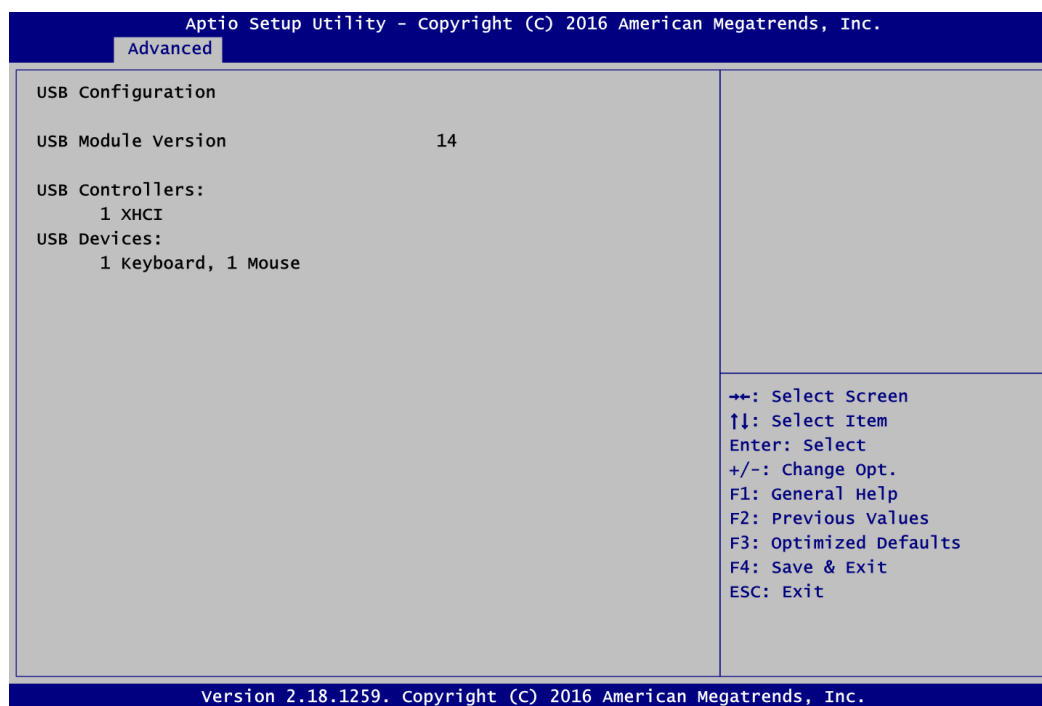 Aptio Setup Utility - Copyright (C) 2016 American Megatrends, Inc.
Advanced
USB Configuration
USB Module Version 14
USB Controllers:
1 XHCI
USB Devices:
1 Keyboard, 1 Mouse
→←: Select Screen
↑↓: Select Item
Enter: Select
+/-: Change Opt.
F1: General Help
F2: Previous Values
F3: Optimized Defaults
F4: Save & Exit
ESC: Exit
Version 2.18.1259. Copyright (C) 2016 American Megatrends, Inc.